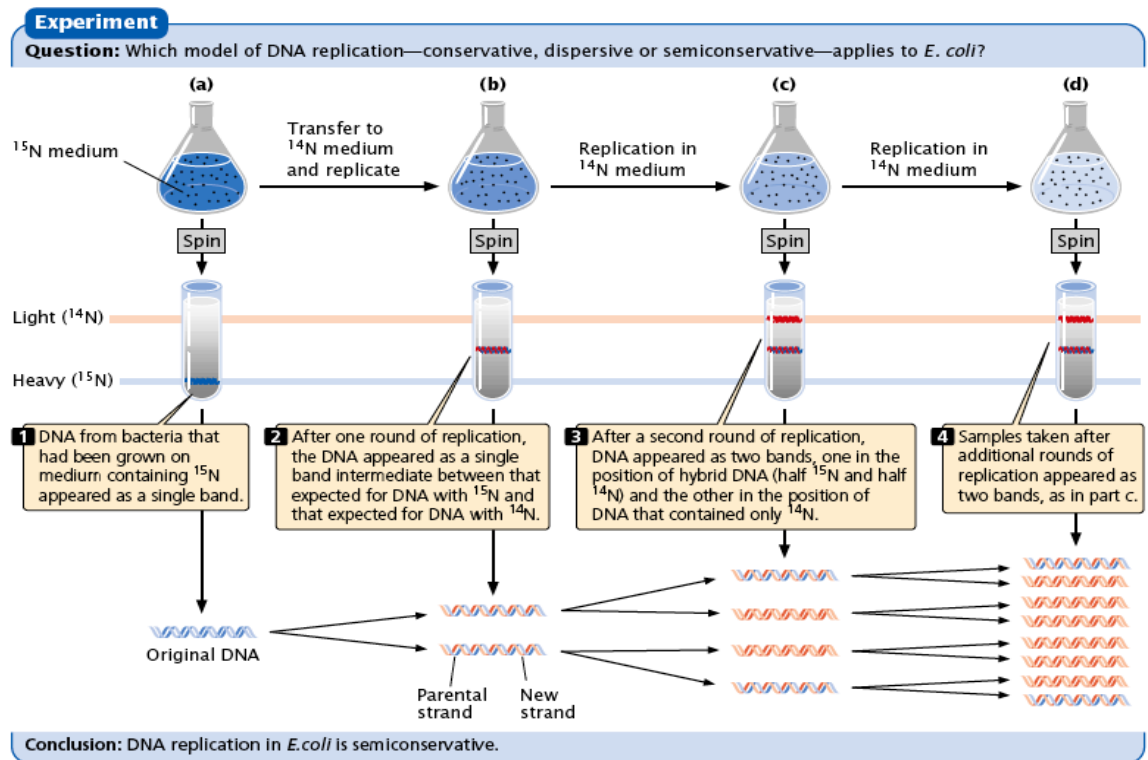 Experiment
Question: Which model of DNA replication—conservative, dispersive or semiconservative—applies to E. coli?
(a)
(b)
(c)
(d)
¹⁵N medium
Transfer to
¹⁴N medium
and replicate
Replication in
¹⁴N medium
Replication in
¹⁴N medium
Spin
Spin
Spin
Spin
Light (¹⁴N)
Heavy (¹⁵N)
1 DNA from bacteria that
had been grown on
medium containing ¹⁵N
appeared as a single band.
2 After one round of replication,
the DNA appeared as a single
band intermediate between that
expected for DNA with ¹⁵N and
that expected for DNA with ¹⁴N.
3 After a second round of replication,
DNA appeared as two bands, one in the
position of hybrid DNA (half ¹⁵N and half
¹⁴N) and the other in the position of
DNA that contained only ¹⁴N.
4 Samples taken after
additional rounds of
replication appeared as
two bands, as in part c.
Original DNA
Parental
strand
New
strand
Conclusion: DNA replication in E.coli is semiconservative.